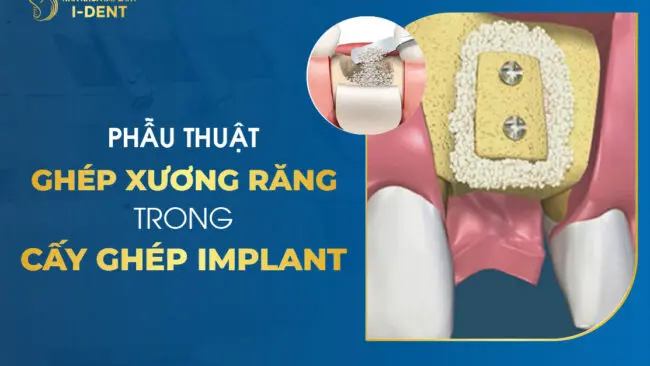 I-DENT
PHẪU THUẬT
GHÉP XƯƠNG RĂNG
TRONG
CẤY GHÉP IMPLANT